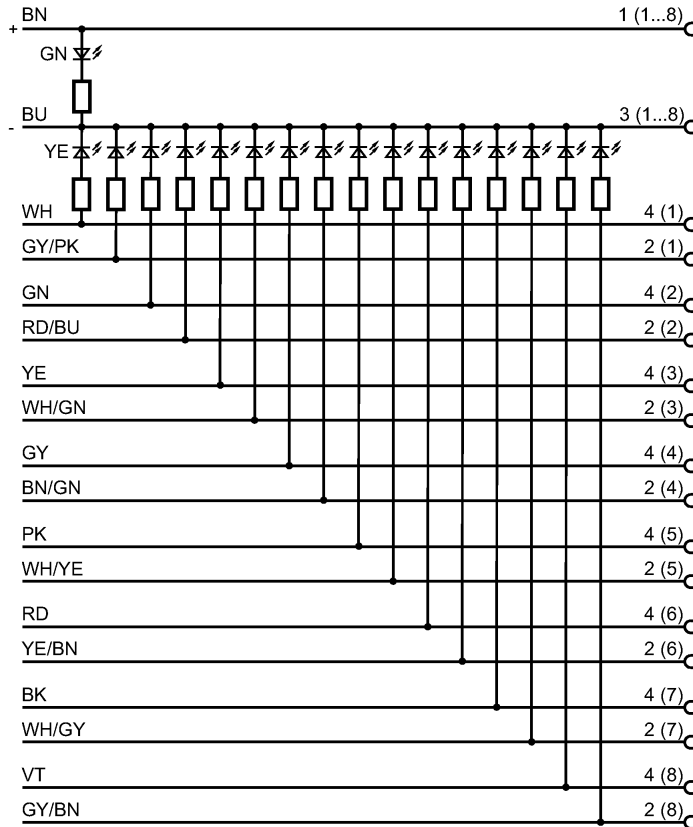 BN 1 (1...8)
+
GN
BU 3 (1...8)
-
YE
WH 4 (1)
GY/PK 2 (1)
GN 4 (2)
RD/BU 2 (2)
YE 4 (3)
WH/GN 2 (3)
GY 4 (4)
BN/GN 2 (4)
PK 4 (5)
WH/YE 2 (5)
RD 4 (6)
YE/BN 2 (6)
BK 4 (7)
WH/GY 2 (7)
VT 4 (8)
GY/BN 2 (8)